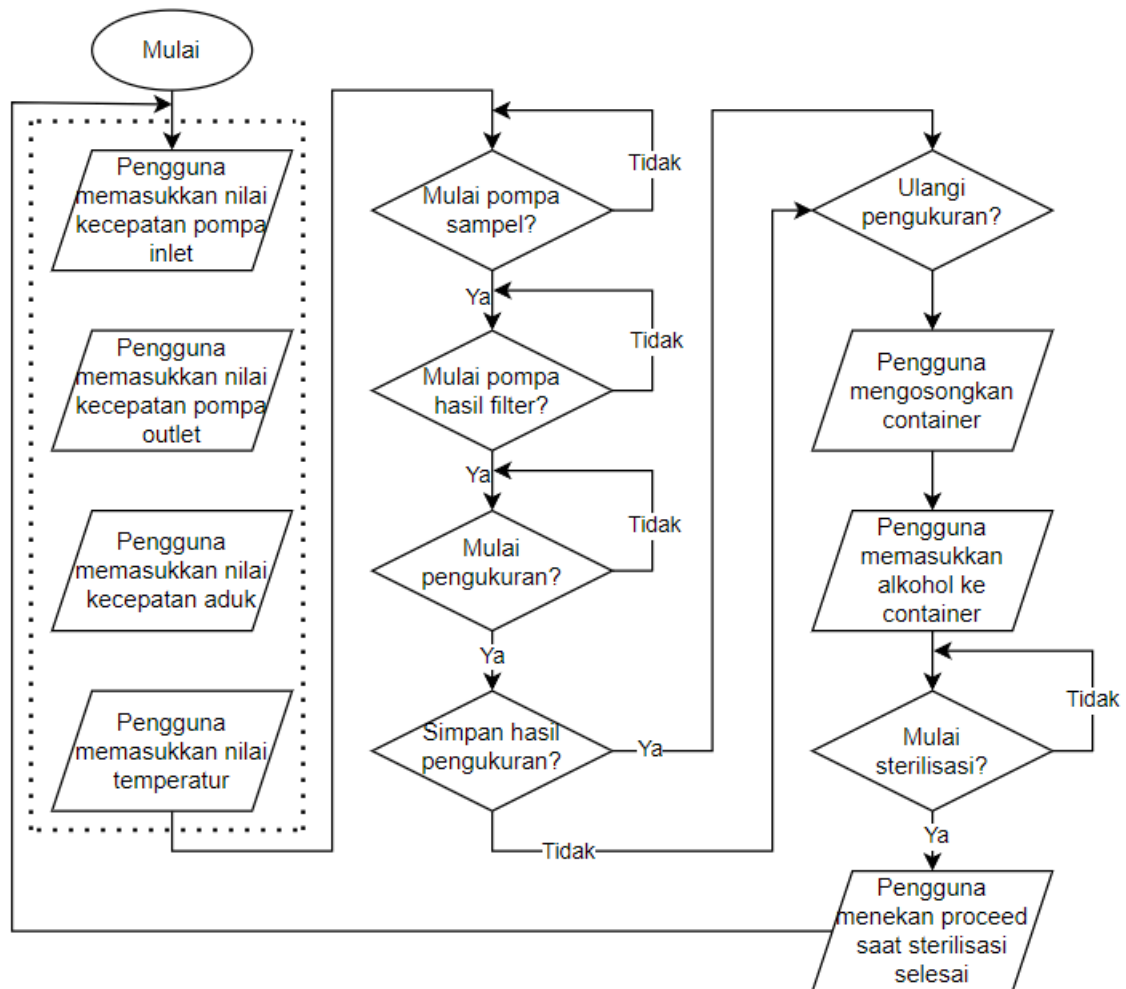 Mulai
Pengguna
memasukkan nilai
kecepatan pompa
inlet
Pengguna
memasukkan nilai
kecepatan pompa
outlet
Pengguna
memasukkan nilai
kecepatan aduk
Pengguna
memasukkan nilai
temperatur
Mulai pompa
sampel?
Tidak
Ya
Mulai pompa
hasil filter?
Tidak
Ya
Mulai
pengukuran?
Tidak
Ya
Simpan hasil
pengukuran?
Ya
Tidak
Ulangi
pengukuran?
Pengguna
mengosongkan
container
Pengguna
memasukkan
alkohol ke
container
Mulai
sterilisasi?
Tidak
Ya
Pengguna
menekan proceed
saat sterilisasi
selesai